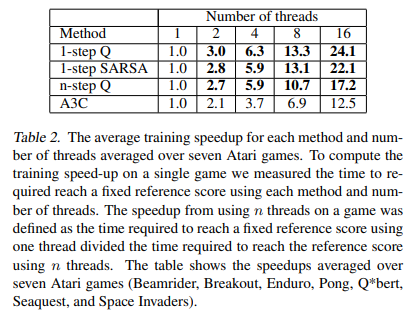 Number of threads
Method 1 2 4 8 16
1-step Q 1.0 3.0 6.3 13.3 24.1
1-step SARSA 1.0 2.8 5.9 13.1 22.1
n-step Q 1.0 2.7 5.9 10.7 17.2
A3C 1.0 2.1 3.7 6.9 12.5
Table 2. The average training speedup for each method and num-
ber of threads averaged over seven Atari games. To compute the
training speed-up on a single game we measured the time to re-
quired reach a fixed reference score using each method and num-
ber of threads. The speedup from using n threads on a game was
defined as the time required to reach a fixed reference score using
one thread divided the time required to reach the reference score
using n threads. The table shows the speedups averaged over
seven Atari games (Beamrider, Breakout, Enduro, Pong, Q*bert,
Seaquest, and Space Invaders).